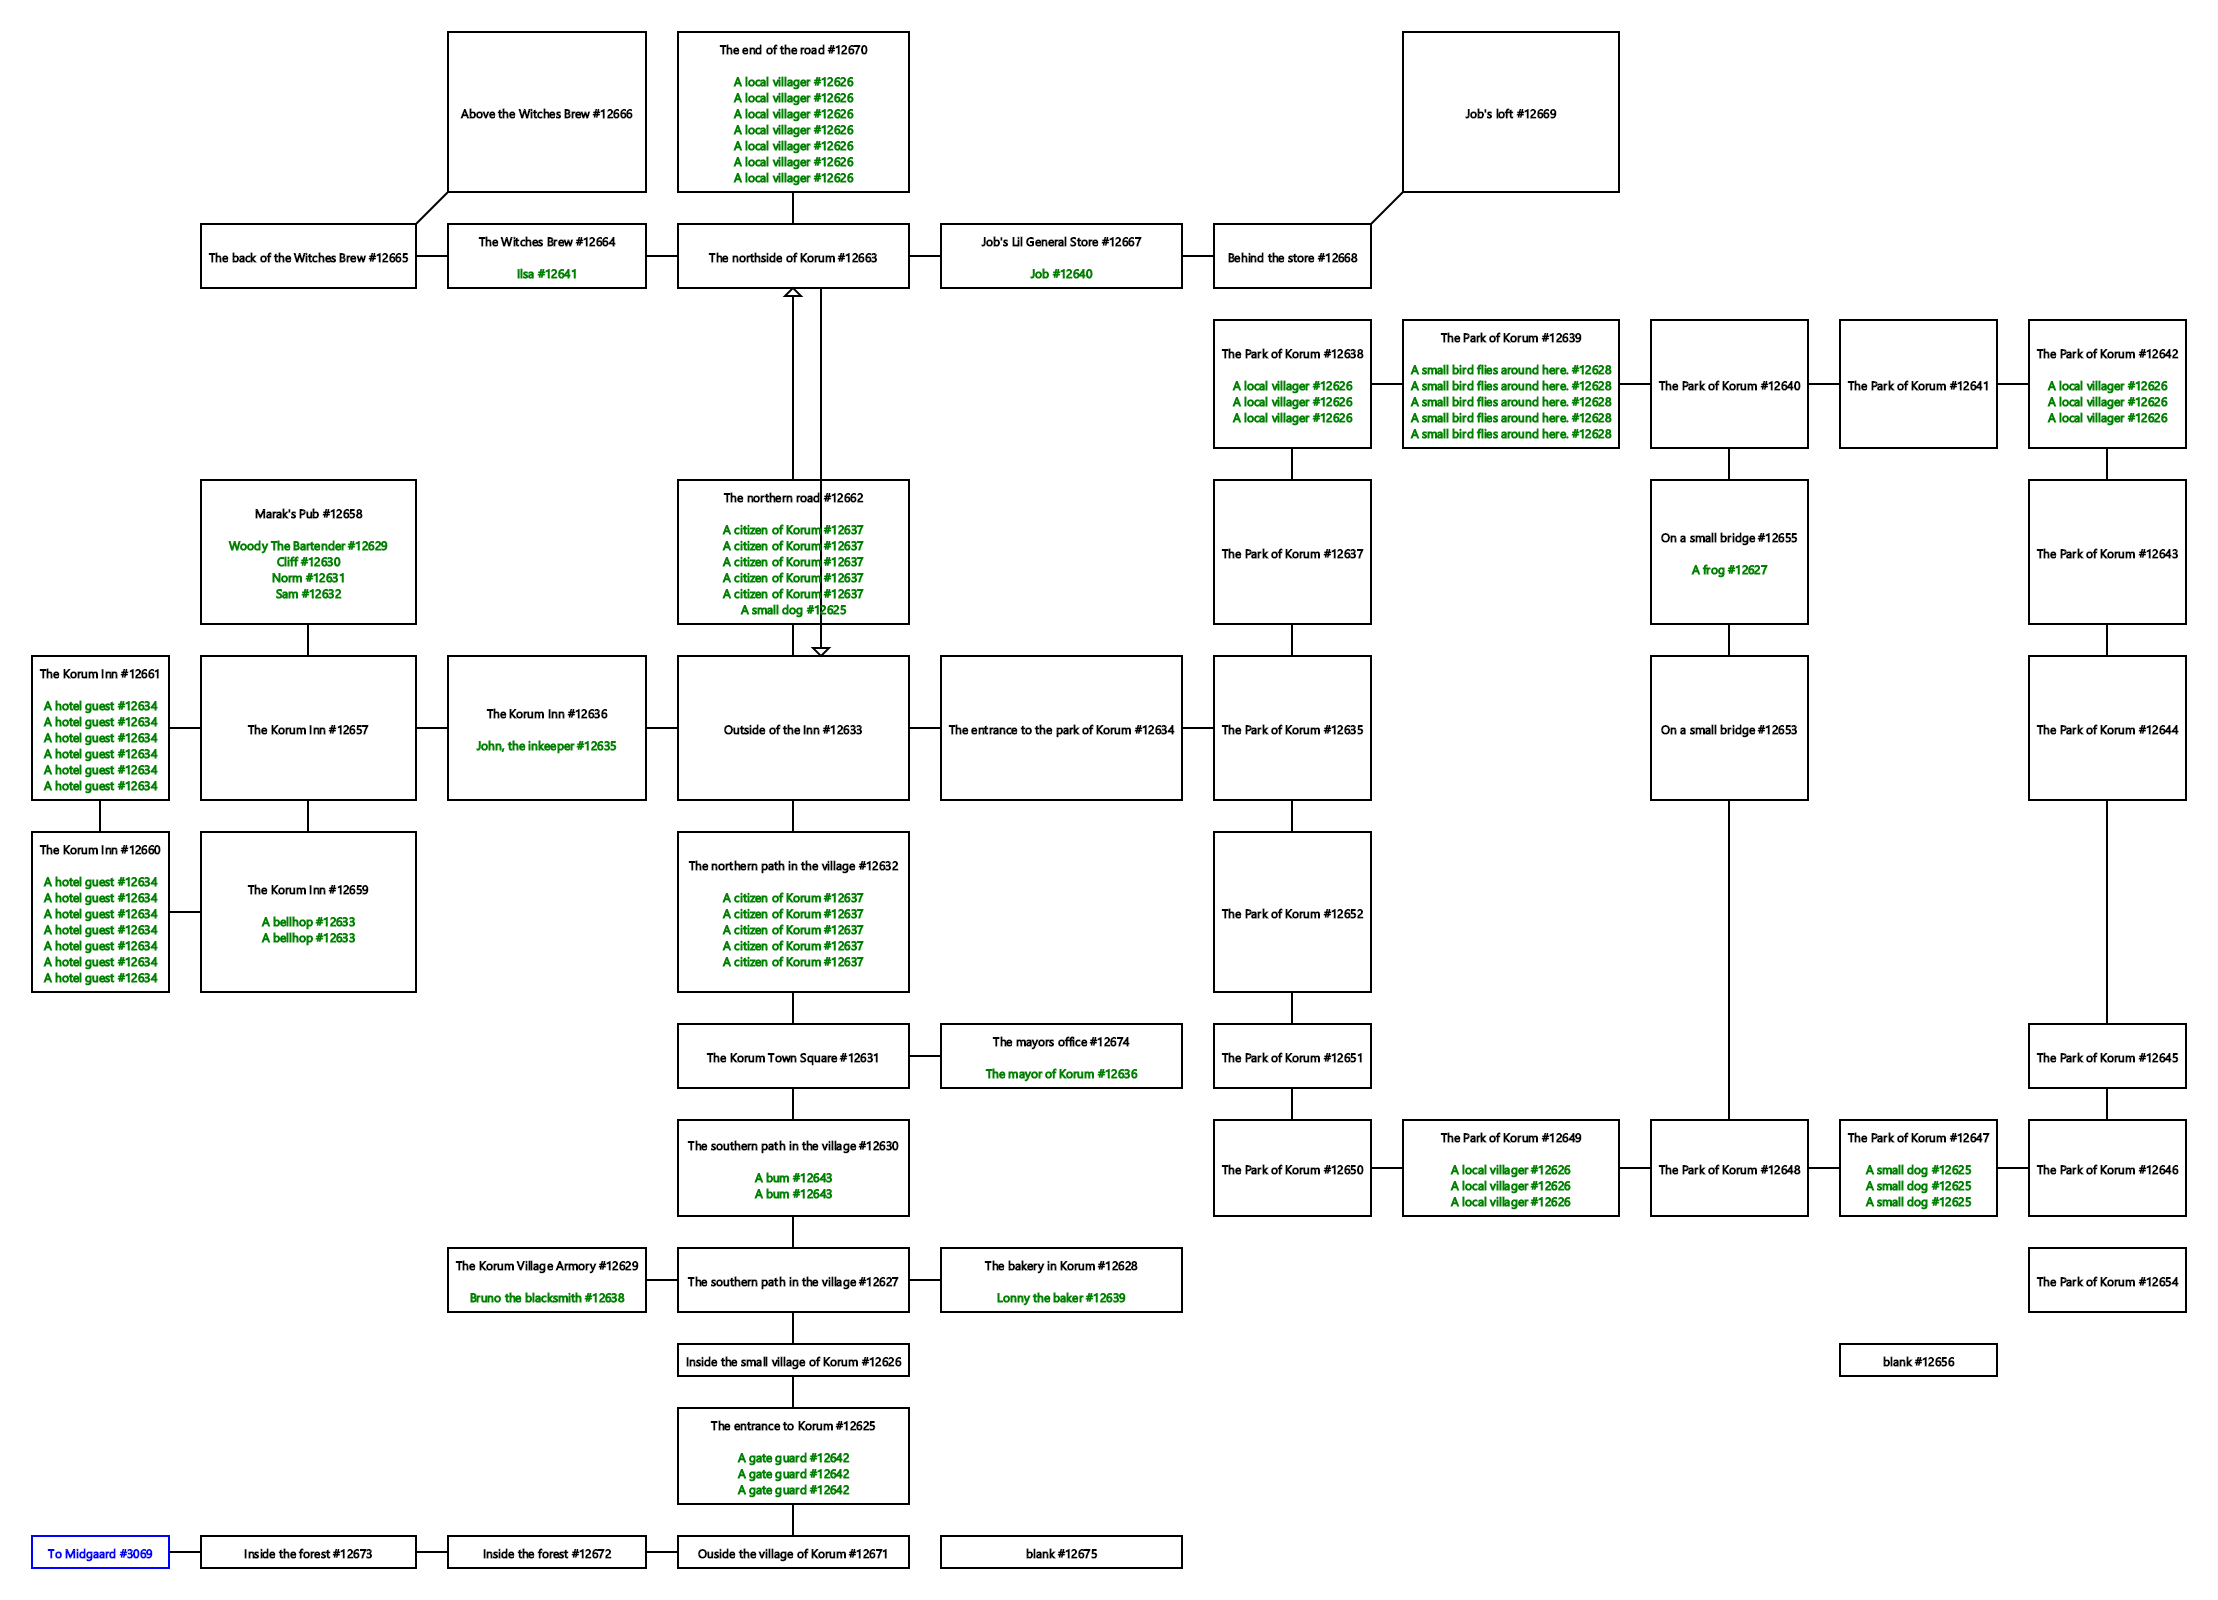 The end of the road #12670
A local villager #12626
A local villager #12626
A local villager #12626
A local villager #12626
A local villager #12626
A local villager #12626
A local villager #12626
Above the Witches Brew #12666
Job's loft #12669
The back of the Witches Brew #12665
The Witches Brew #12664
Ilsa #12641
The northside of Korum #12663
Job's Lil General Store #12667
Job #12640
Behind the store #12668
The Park of Korum #12638
A local villager #12626
A local villager #12626
A local villager #12626
The Park of Korum #12639
A small bird flies around here. #12628
A small bird flies around here. #12628
A small bird flies around here. #12628
A small bird flies around here. #12628
A small bird flies around here. #12628
The Park of Korum #12640
The Park of Korum #12641
The Park of Korum #12642
A local villager #12626
A local villager #12626
A local villager #12626
Marak's Pub #12658
Woody The Bartender #12629
Cliff #12630
Norm #12631
Sam #12632
The northern road #12662
A citizen of Korum #12637
A citizen of Korum #12637
A citizen of Korum #12637
A citizen of Korum #12637
A citizen of Korum #12637
A small dog #12625
The Park of Korum #12637
On a small bridge #12655
A frog #12627
The Park of Korum #12643
The Korum Inn #12661
A hotel guest #12634
A hotel guest #12634
A hotel guest #12634
A hotel guest #12634
A hotel guest #12634
A hotel guest #12634
The Korum Inn #12657
The Korum Inn #12636
John, the inkeeper #12635
Outside of the Inn #12633
The entrance to the park of Korum #12634
The Park of Korum #12635
On a small bridge #12653
The Park of Korum #12644
The Korum Inn #12660
A hotel guest #12634
A hotel guest #12634
A hotel guest #12634
A hotel guest #12634
A hotel guest #12634
A hotel guest #12634
A hotel guest #12634
The Korum Inn #12659
A bellhop #12633
A bellhop #12633
The northern path in the village #12632
A citizen of Korum #12637
A citizen of Korum #12637
A citizen of Korum #12637
A citizen of Korum #12637
A citizen of Korum #12637
The Park of Korum #12652
The Korum Town Square #12631
The mayors office #12674
The mayor of Korum #12636
The Park of Korum #12651
The Park of Korum #12645
The southern path in the village #12630
A bum #12643
A bum #12643
The Park of Korum #12650
The Park of Korum #12649
A local villager #12626
A local villager #12626
A local villager #12626
The Park of Korum #12648
The Park of Korum #12647
A small dog #12625
A small dog #12625
A small dog #12625
The Park of Korum #12646
The Korum Village Armory #12629
Bruno the blacksmith #12638
The southern path in the village #12627
The bakery in Korum #12628
Lonny the baker #12639
The Park of Korum #12654
Inside the small village of Korum #12626
blank #12656
The entrance to Korum #12625
A gate guard #12642
A gate guard #12642
A gate guard #12642
To Midgaard #3069
Inside the forest #12673
Inside the forest #12672
Ouside the village of Korum #12671
blank #12675